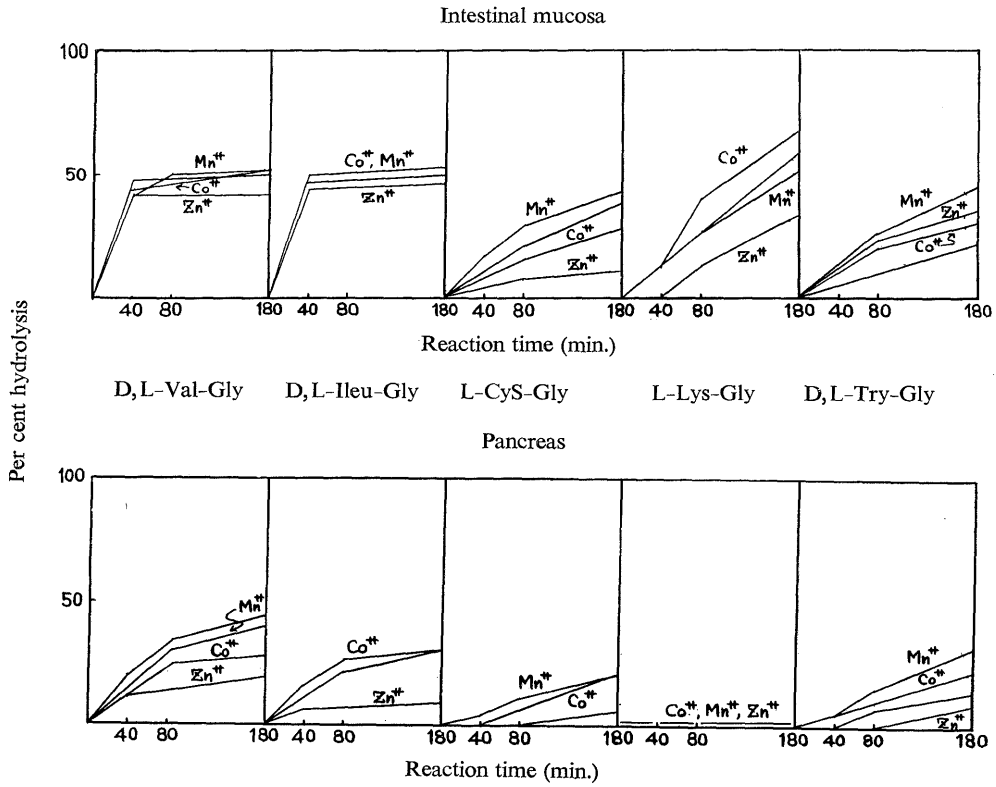 Intestinal mucosa
100
50
Mn⧺
Co⧺
Zn⧺
Co⧺, Mn⧺
Zn⧺
Mn⧺
Co⧺
Zn⧺
Co⧺
Mn⧺
Zn⧺
Mn⧺
Zn⧺
Co⧺
40 80 180 40 80 180 40 80 180 40 80 180 40 80 180
Reaction time (min.)
Per cent hydrolysis
D,L-Val-Gly D,L-Ileu-Gly L-CyS-Gly L-Lys-Gly D,L-Try-Gly
Pancreas
100
50
Mn⧺
Co⧺
Zn⧺
Co⧺
Zn⧺
Mn⧺
Co⧺
Co⧺, Mn⧺, Zn⧺
Mn⧺
Co⧺
Zn⧺
40 80 180 40 80 180 40 80 180 40 80 180 40 80 180
Reaction time (min.)